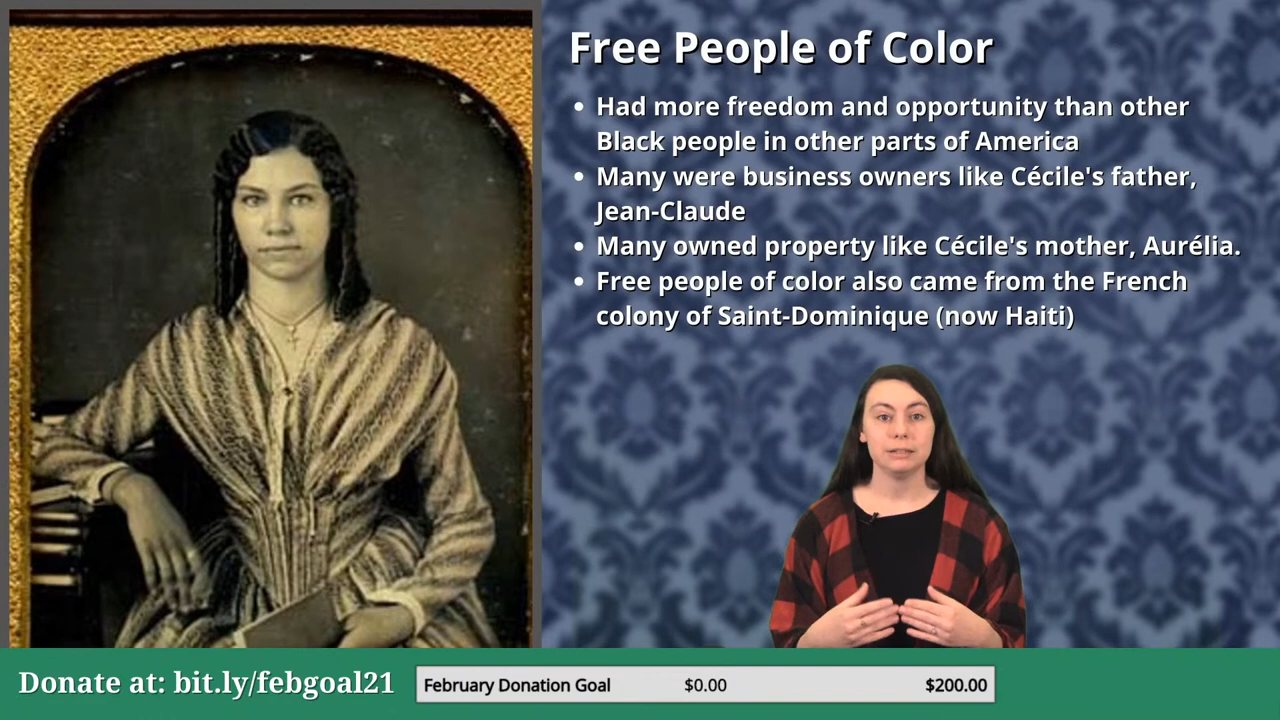 Free People of Color
• Had more freedom and opportunity than other
Black people in other parts of America
• Many were business owners like Cécile's father,
Jean-Claude
• Many owned property like Cécile's mother, Aurélia.
• Free people of color also came from the French
colony of Saint-Dominique (now Haiti)
Donate at: bit.ly/febgoal21
February Donation Goal $0.00 $200.00